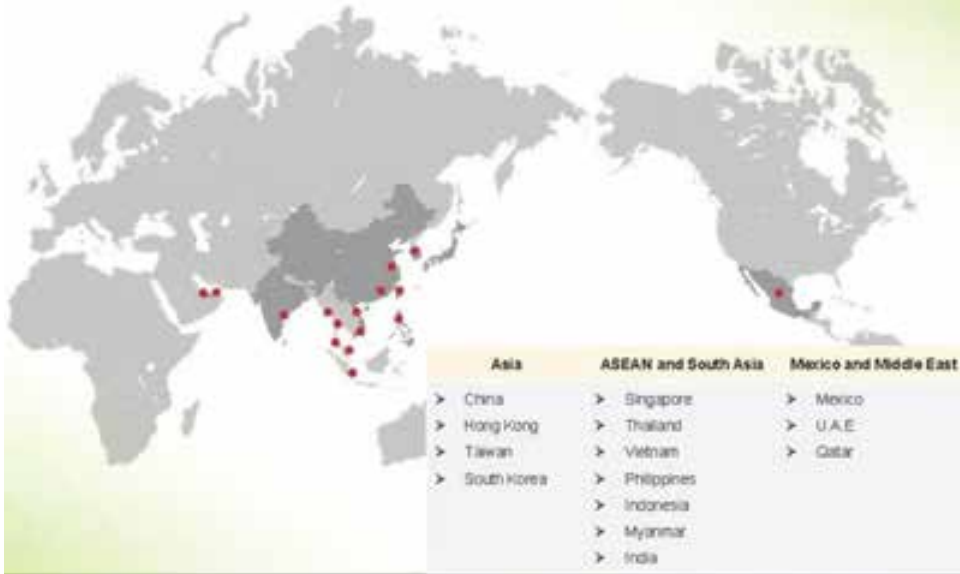 Asia
ASEAN and South Asia
Mexico and Middle East
➤ China
➤ Hong Kong
➤ Taiwan
➤ South Korea
➤ Singapore
➤ Thailand
➤ Vietnam
➤ Philippines
➤ Indonesia
➤ Myanmar
➤ India
➤ Mexico
➤ U.A.E
➤ Qatar